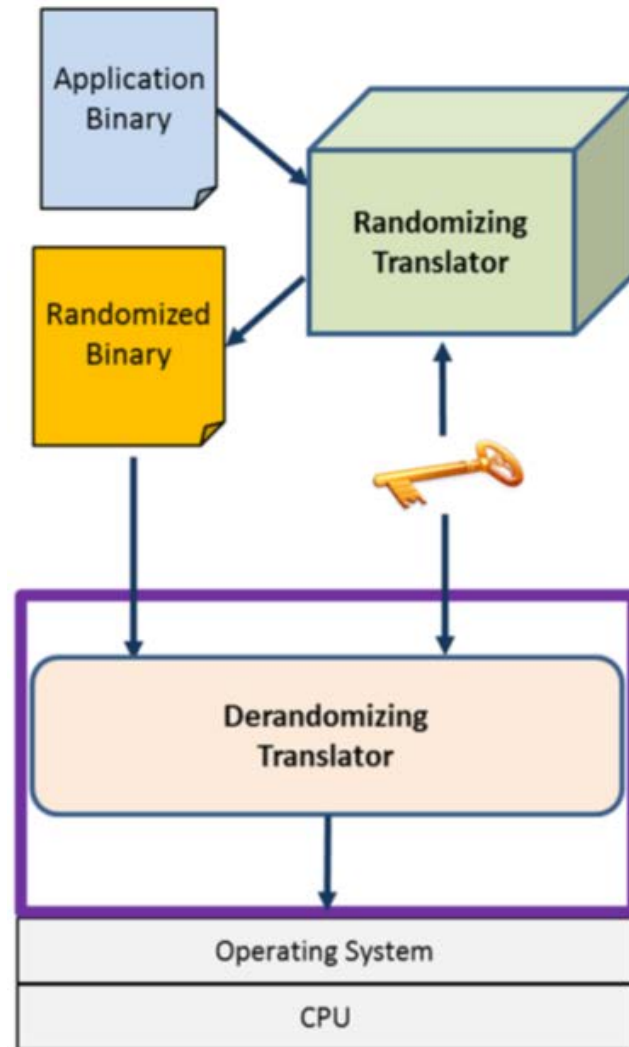 Application
Binary
Randomizing
Translator
Randomized
Binary
Derandomizing
Translator
Operating System
CPU